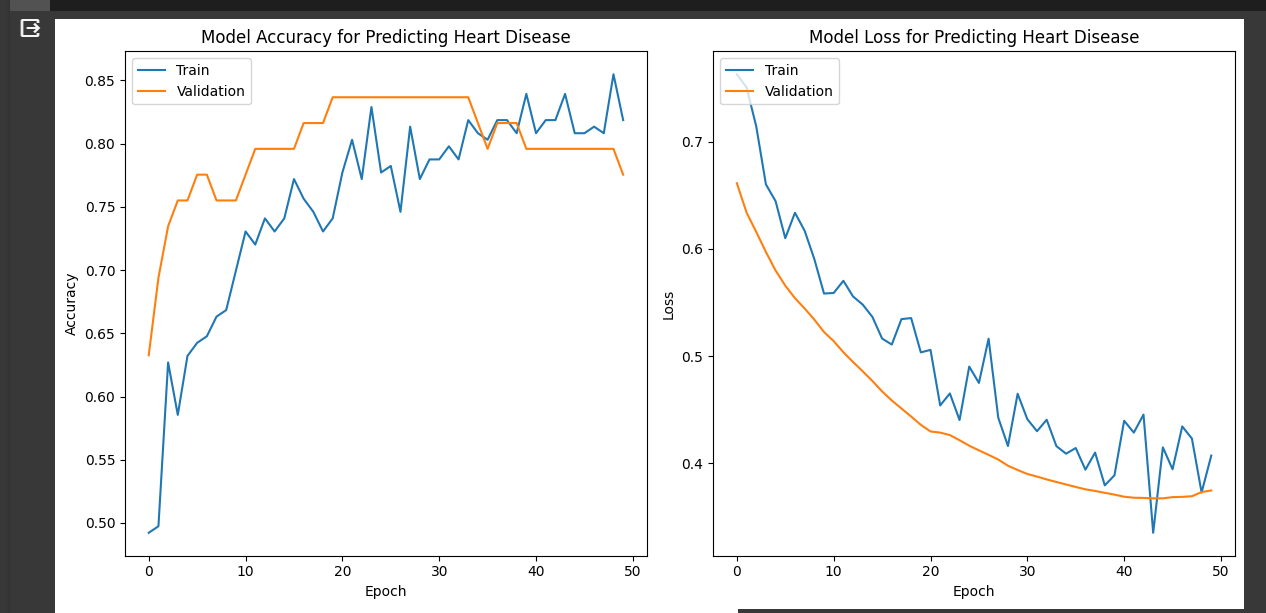 Model Accuracy for Predicting Heart Disease
Train
Validation
0.85
0.80
0.75
0.70
0.65
0.60
0.55
0.50
Accuracy
0 10 20 30 40 50
Epoch
Model Loss for Predicting Heart Disease
Train
Validation
0.7
0.6
0.5
0.4
Loss
0 10 20 30 40 50
Epoch